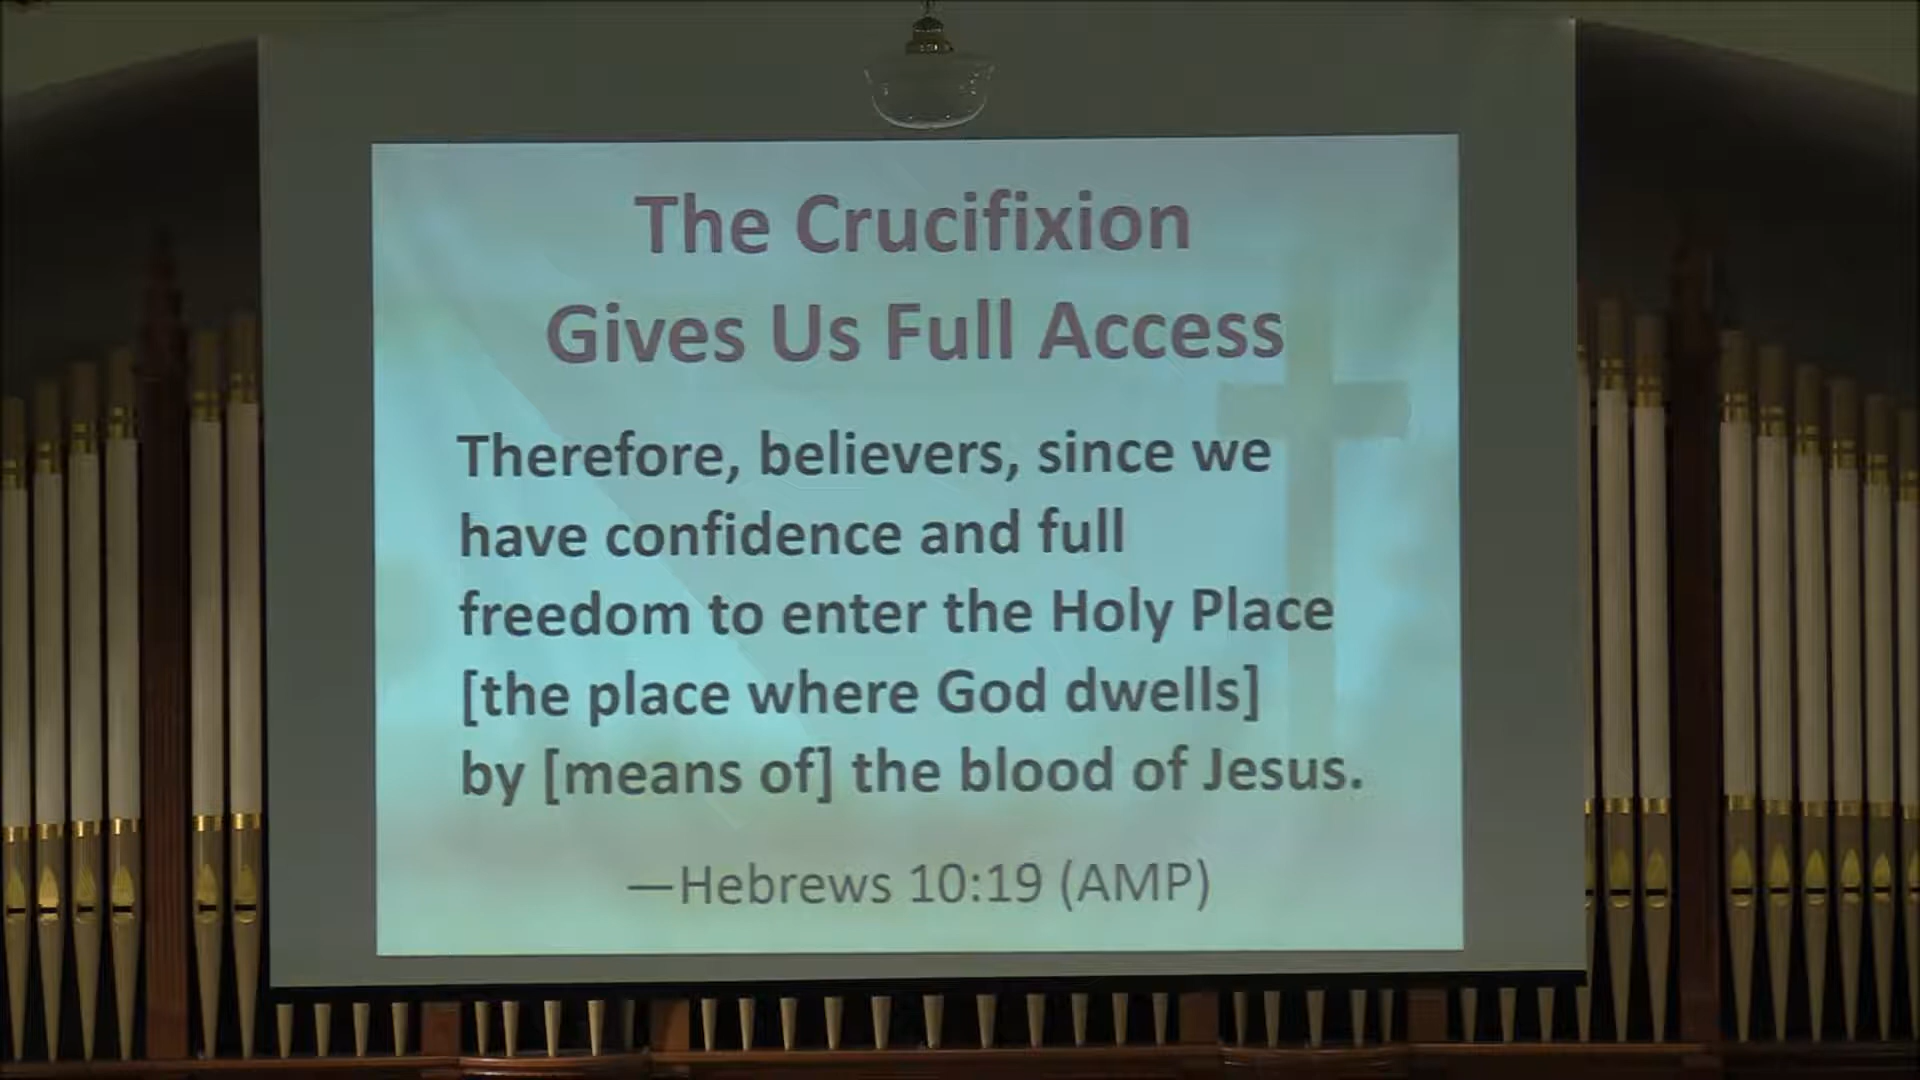 The Crucifixion
Gives Us Full Access
Therefore, believers, since we
have confidence and full
freedom to enter the Holy Place
[the place where God dwells]
by [means of] the blood of Jesus.
—Hebrews 10:19 (AMP)